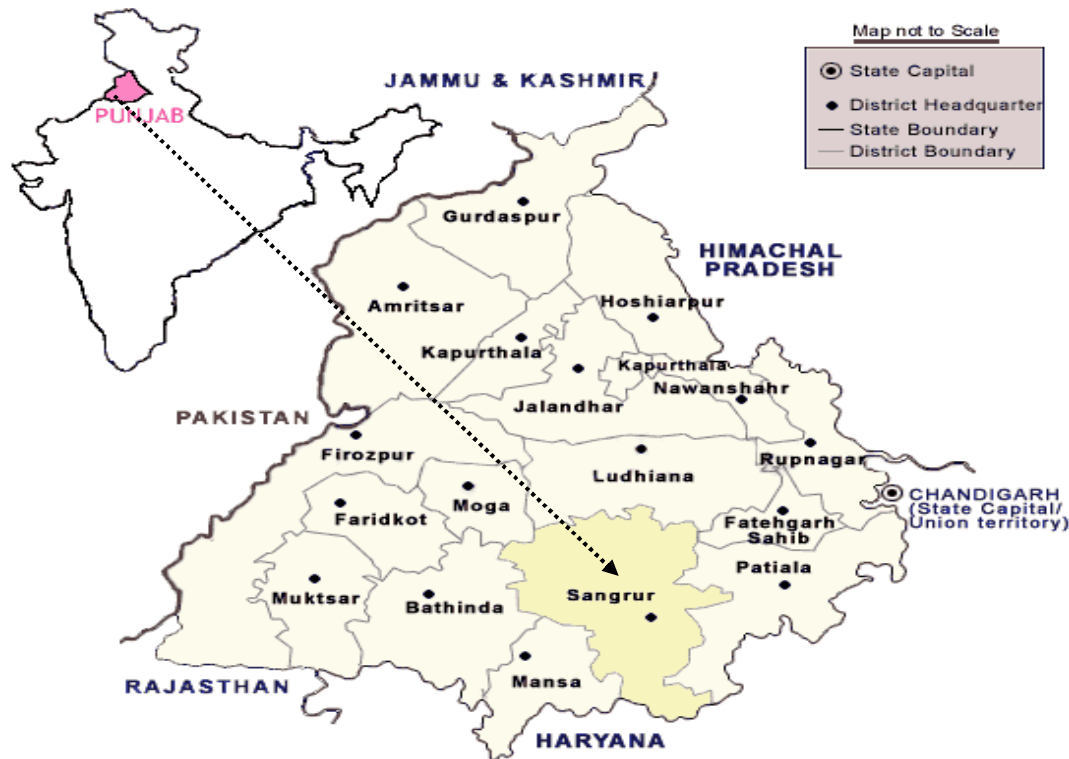 Map not to Scale
State Capital
District Headquarter
State Boundary
District Boundary
PUNJAB
JAMMU & KASHMIR
Gurdaspur
HIMACHAL
PRADESH
Amritsar
Hoshiarpur
Kapurthala
Kapurthala
Nawanshahr
Jalandhar
PAKISTAN
Firozpur
Ludhiana
Rupnagar
Moga
Faridkot
CHANDIGARH
(State Capital/
Union territory)
Fatehgarh
Sahib
Patiala
Muktsar
Bathinda
Sangrur
Mansa
RAJASTHAN
HARYANA